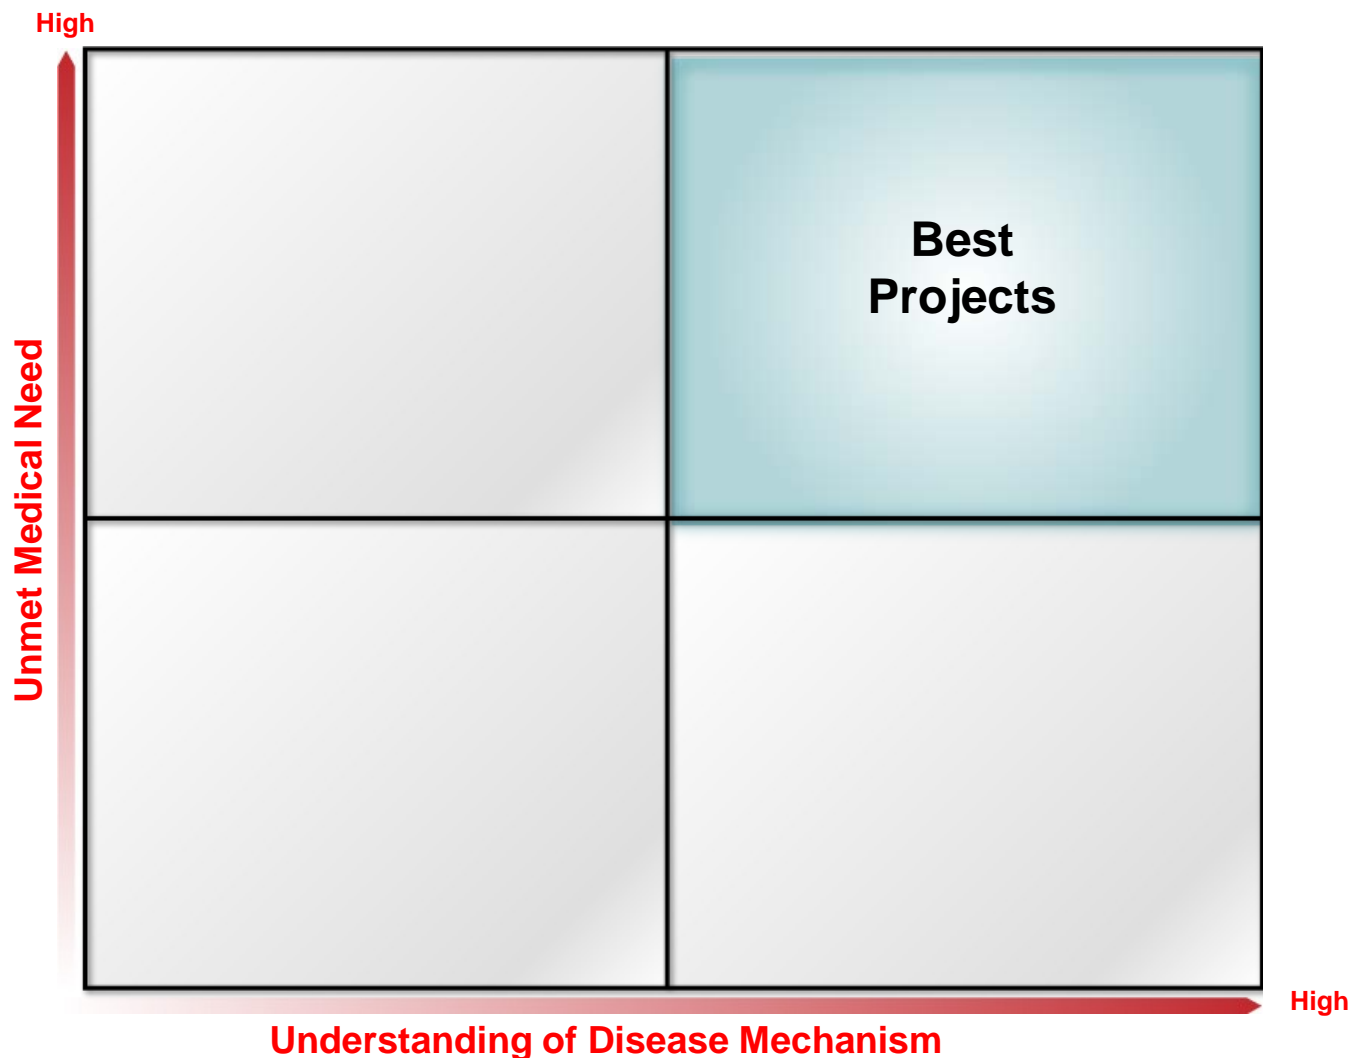 High
Best
Projects
Unmet Medical Need
High
Understanding of Disease Mechanism